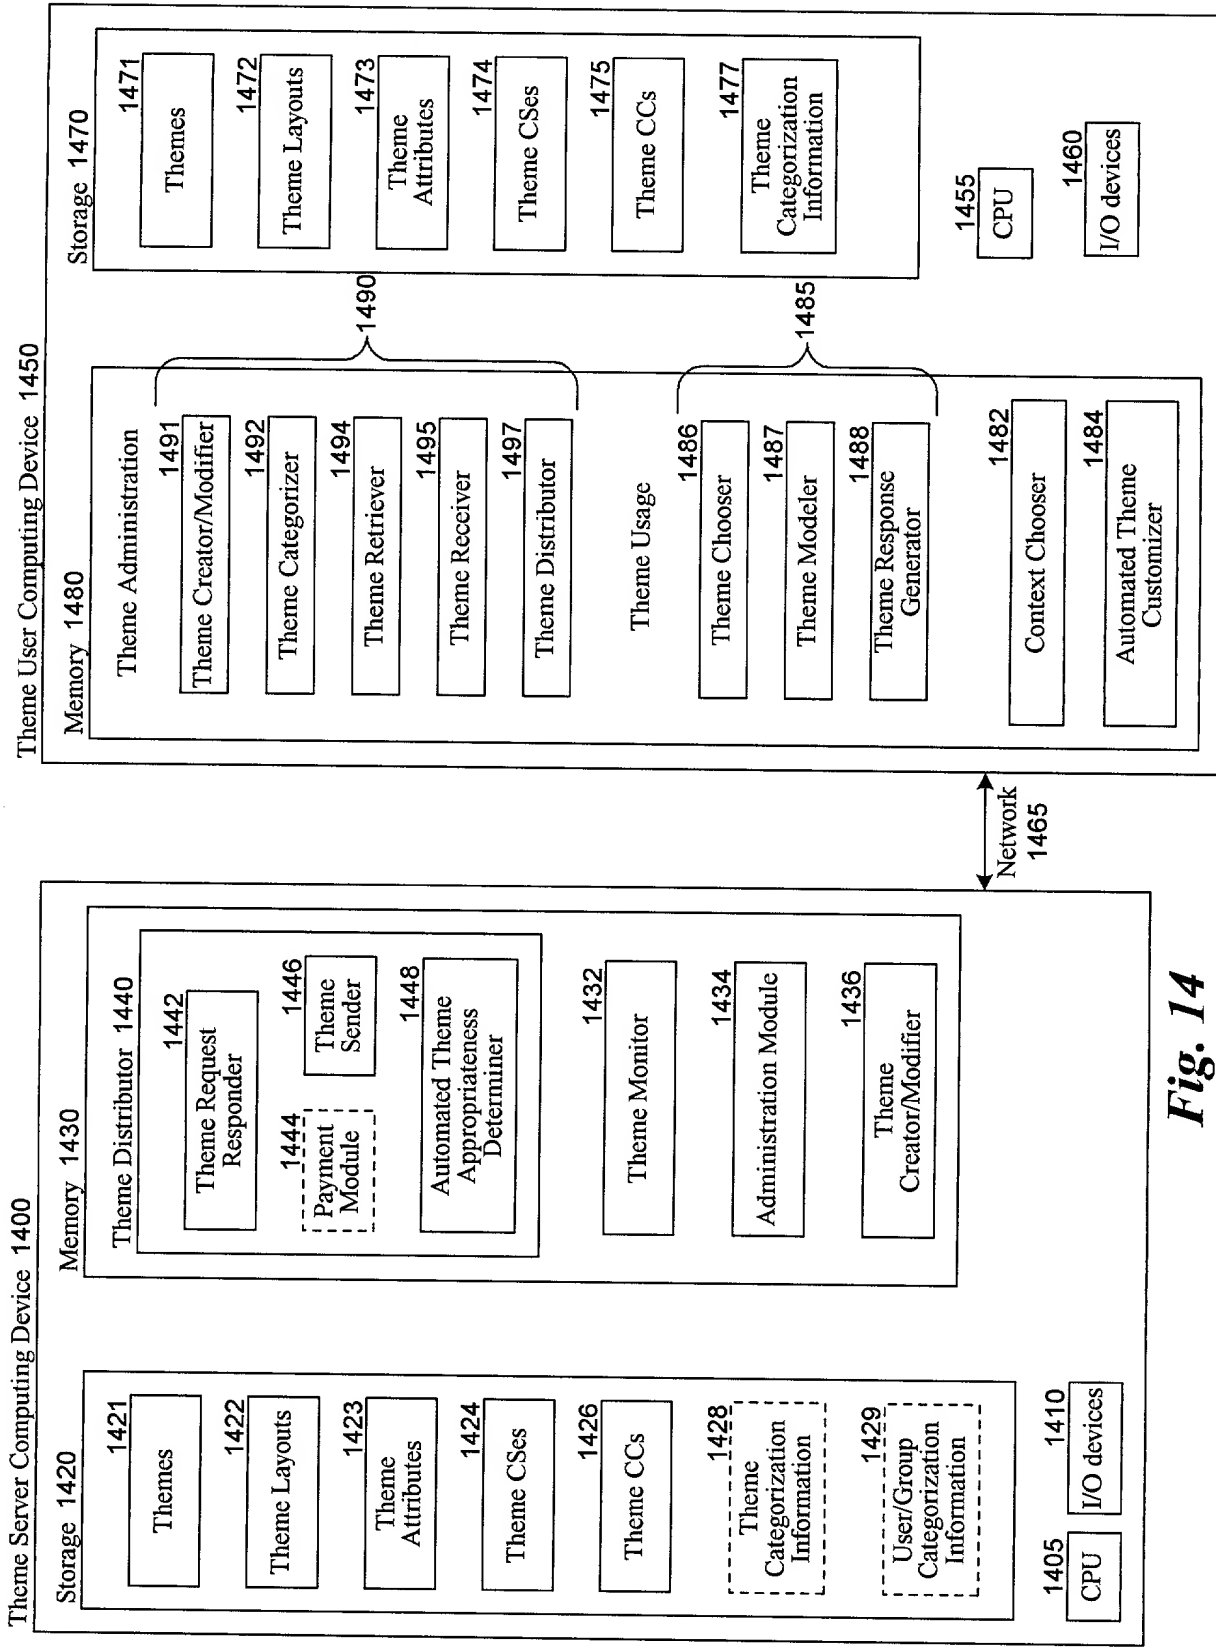 Theme Server Computing Device 1400
Storage 1420
1421
Themes
1422
Theme Layouts
1423
Theme
Attributes
1424
Theme CSes
1426
Theme CCs
1428
Theme
Categorization
Information
1429
User/Group
Categorization
Information
1405
CPU
1410
I/O devices
Memory 1430
Theme Distributor 1440
1442
Theme Request
Responder
1444
Payment
Module
1446
Theme
Sender
1448
Automated Theme
Appropriateness
Determiner
1432
Theme Monitor
1434
Administration Module
1436
Theme
Creator/Modifier
Network
1465
Theme User Computing Device 1450
Memory 1480
Theme Administration
1491
Theme Creator/Modifier
1492
Theme Categorizer
1494
Theme Retriever
1495
Theme Receiver
1497
Theme Distributor
1490
Theme Usage
1486
Theme Chooser
1487
Theme Modeler
1488
Theme Response
Generator
1485
1482
Context Chooser
1484
Automated Theme
Customizer
Storage 1470
1471
Themes
1472
Theme Layouts
1473
Theme
Attributes
1474
Theme CSes
1475
Theme CCs
1477
Theme
Categorization
Information
1455
CPU
1460
I/O devices
Fig. 14